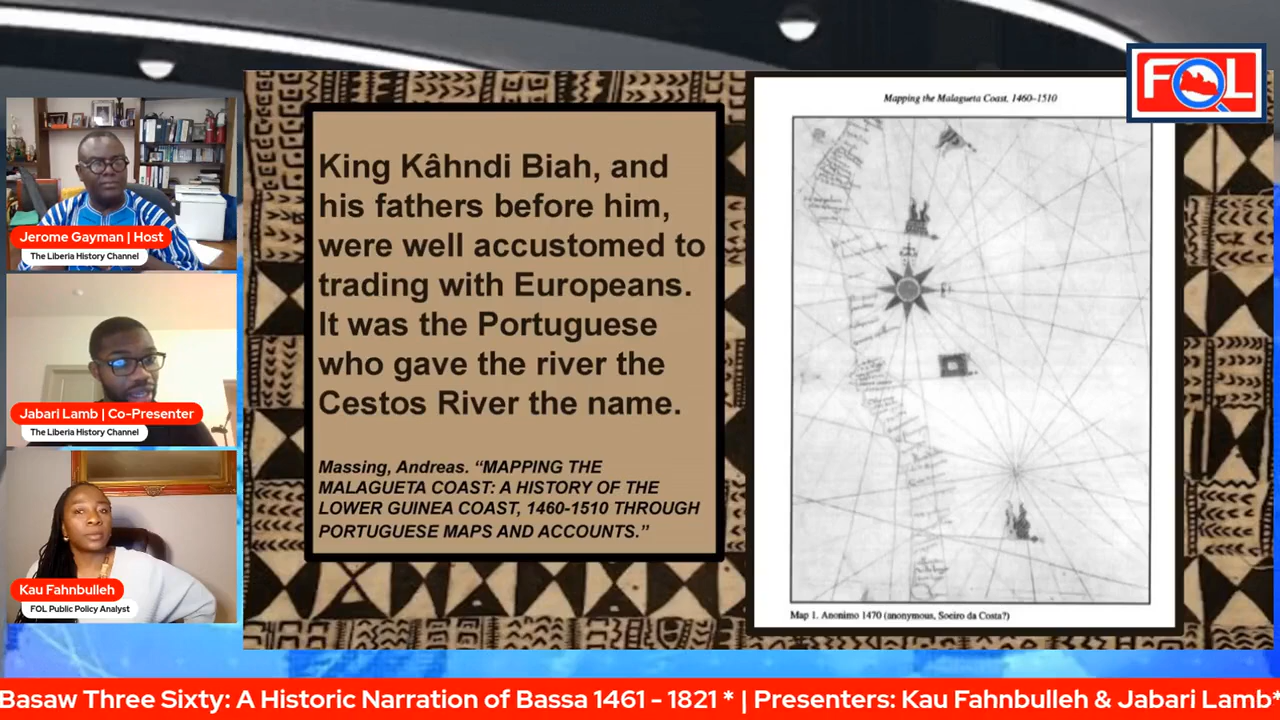 FOL
Jerome Gayman | Host
The Liberia History Channel
Jabari Lamb | Co-Presenter
The Liberia History Channel
Kau Fahnbulleh
FOL Public Policy Analyst
King Kâhndi Biah, and
his fathers before him,
were well accustomed to
trading with Europeans.
It was the Portuguese
who gave the river the
Cestos River the name.
Massing, Andreas. “MAPPING THE
MALAGUETA COAST: A HISTORY OF THE
LOWER GUINEA COAST, 1460-1510 THROUGH
PORTUGUESE MAPS AND ACCOUNTS.”
Mapping the Malagueta Coast, 1460–1510
Map 1. Anonimo 1470 (anonymous, Soeiro da Costa?)
Basaw Three Sixty: A Historic Narration of Bassa 1461 - 1821 * | Presenters: Kau Fahnbulleh & Jabari Lamb*